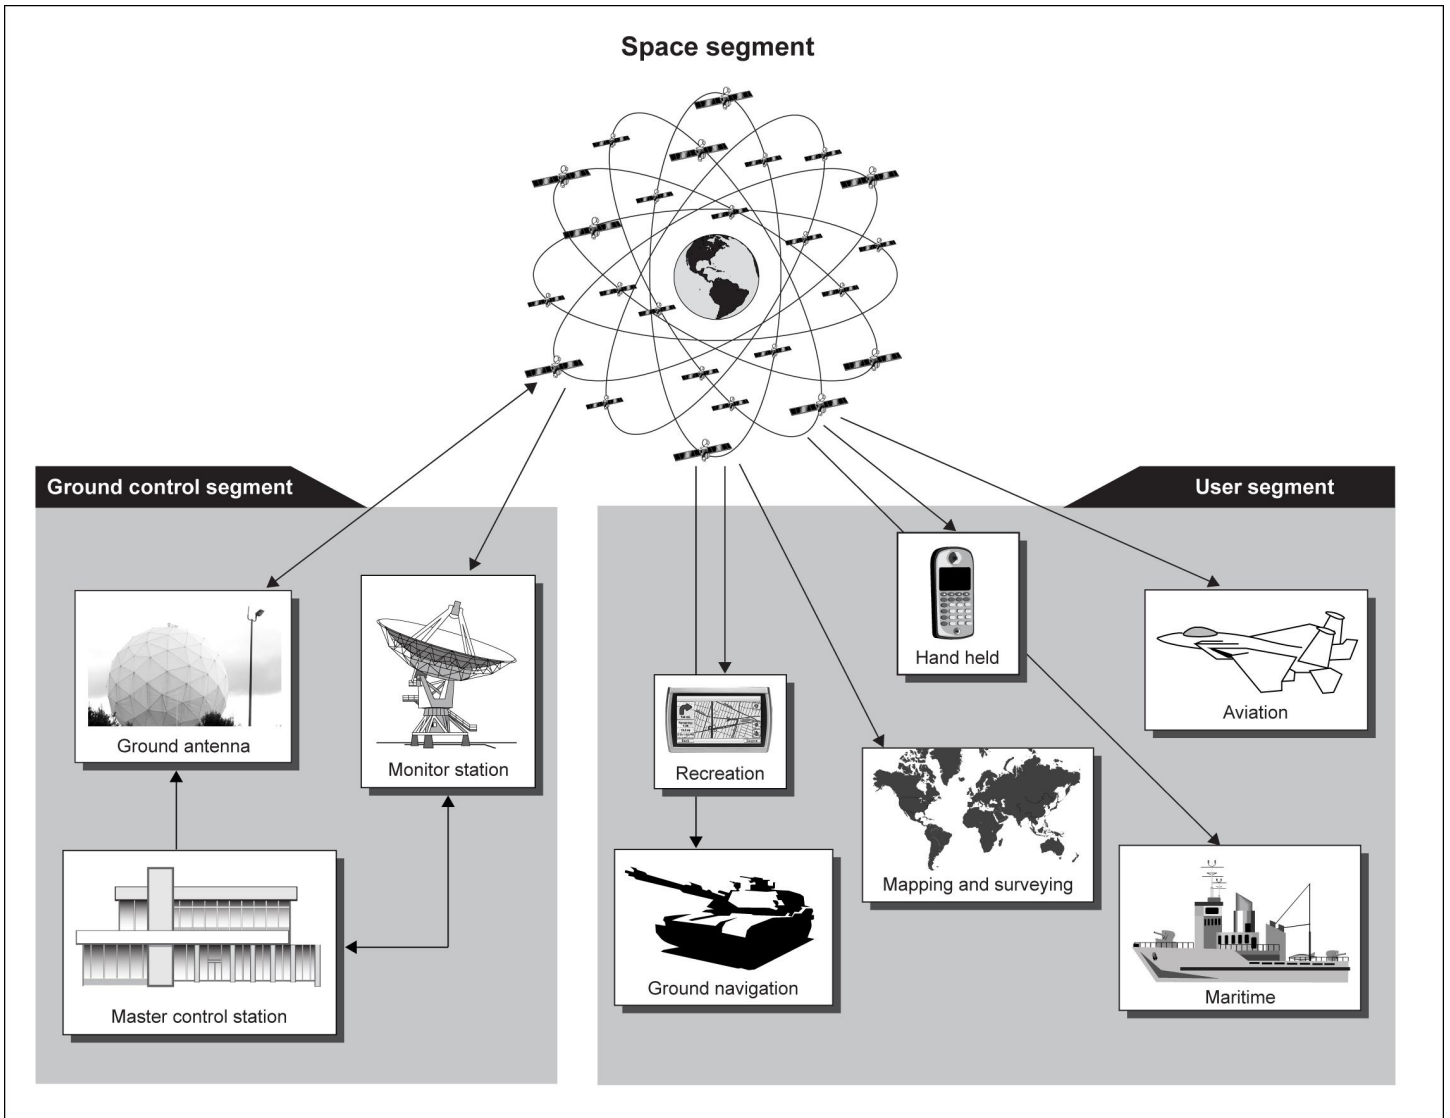 Space segment
Ground control segment
User segment
Ground antenna
Monitor station
Master control station
Recreation
Ground navigation
Hand held
Mapping and surveying
Aviation
Maritime